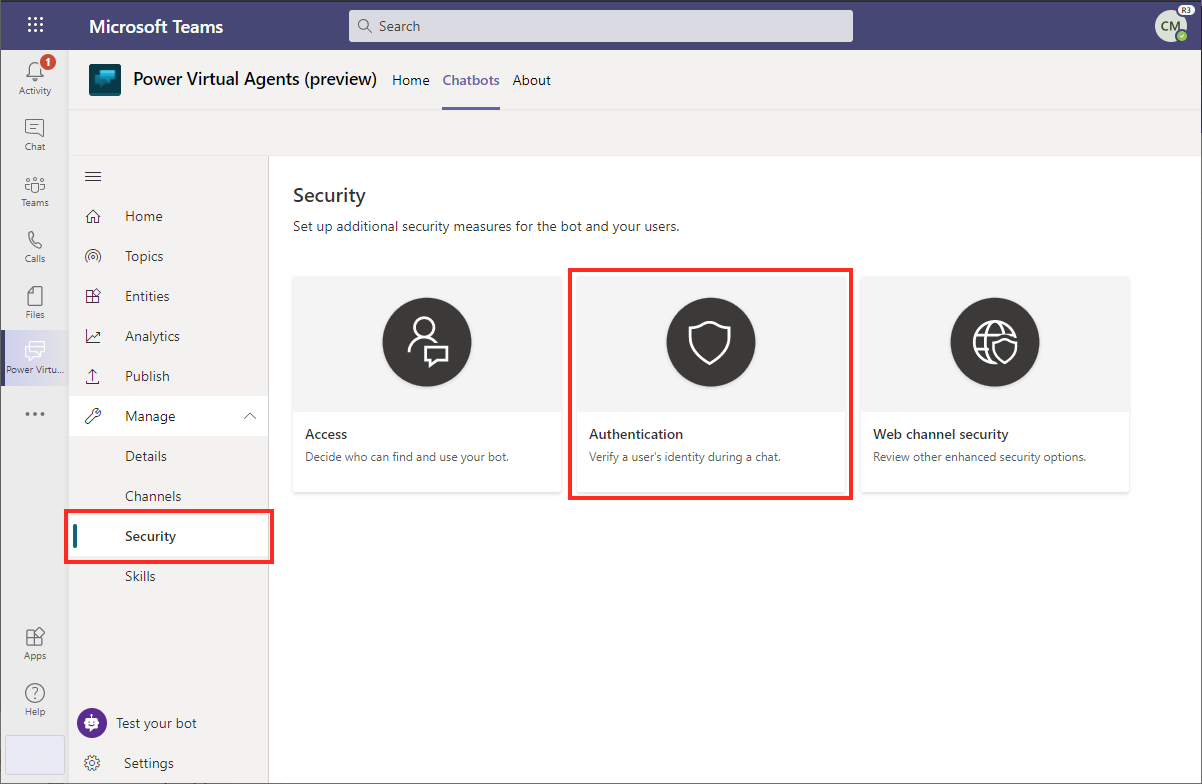 Microsoft Teams
Search
R3
CM
1
Activity
Chat
Teams
Calls
Files
Power Virtu...
Apps
Help
Power Virtual Agents (preview)
Home
Chatbots
About
Home
Topics
Entities
Analytics
Publish
Manage
Details
Channels
Security
Skills
Test your bot
Settings
Security
Set up additional security measures for the bot and your users.
Access
Decide who can find and use your bot.
Authentication
Verify a user's identity during a chat.
Web channel security
Review other enhanced security options.